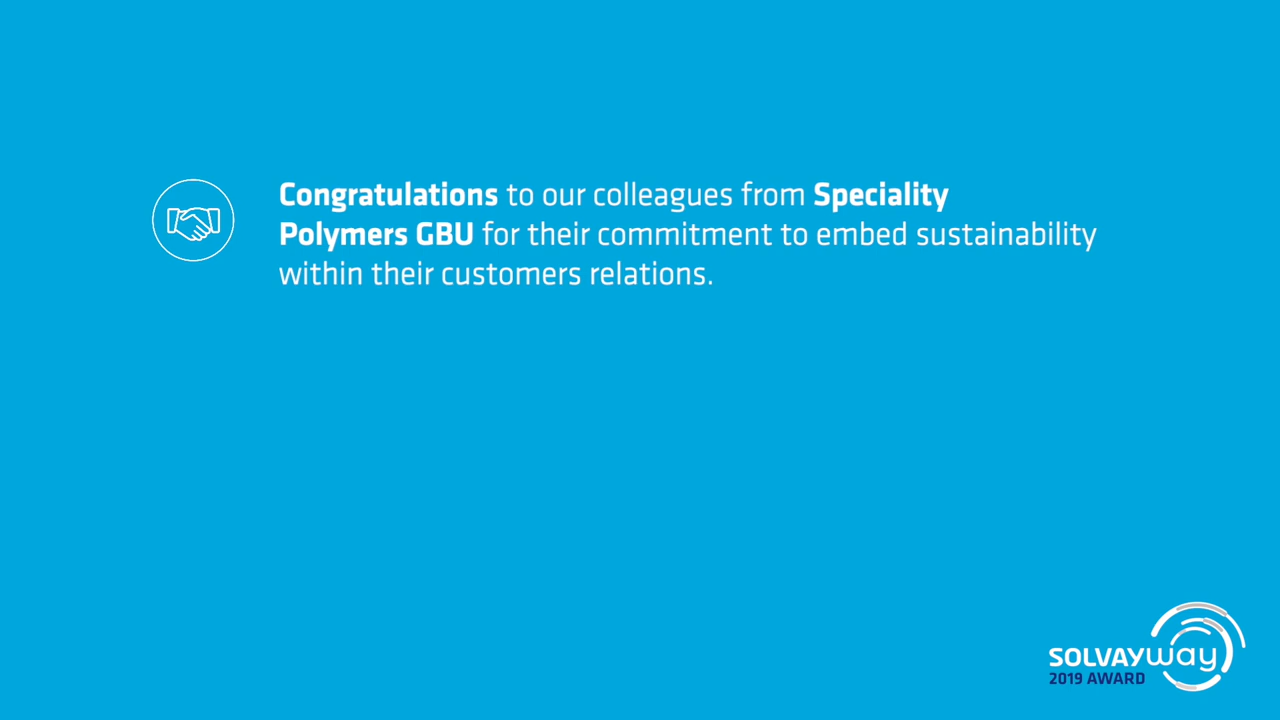 Congratulations to our colleagues from Speciality
Polymers GBU for their commitment to embed sustainability
within their customers relations.
SOLVAYway
2019 AWARD